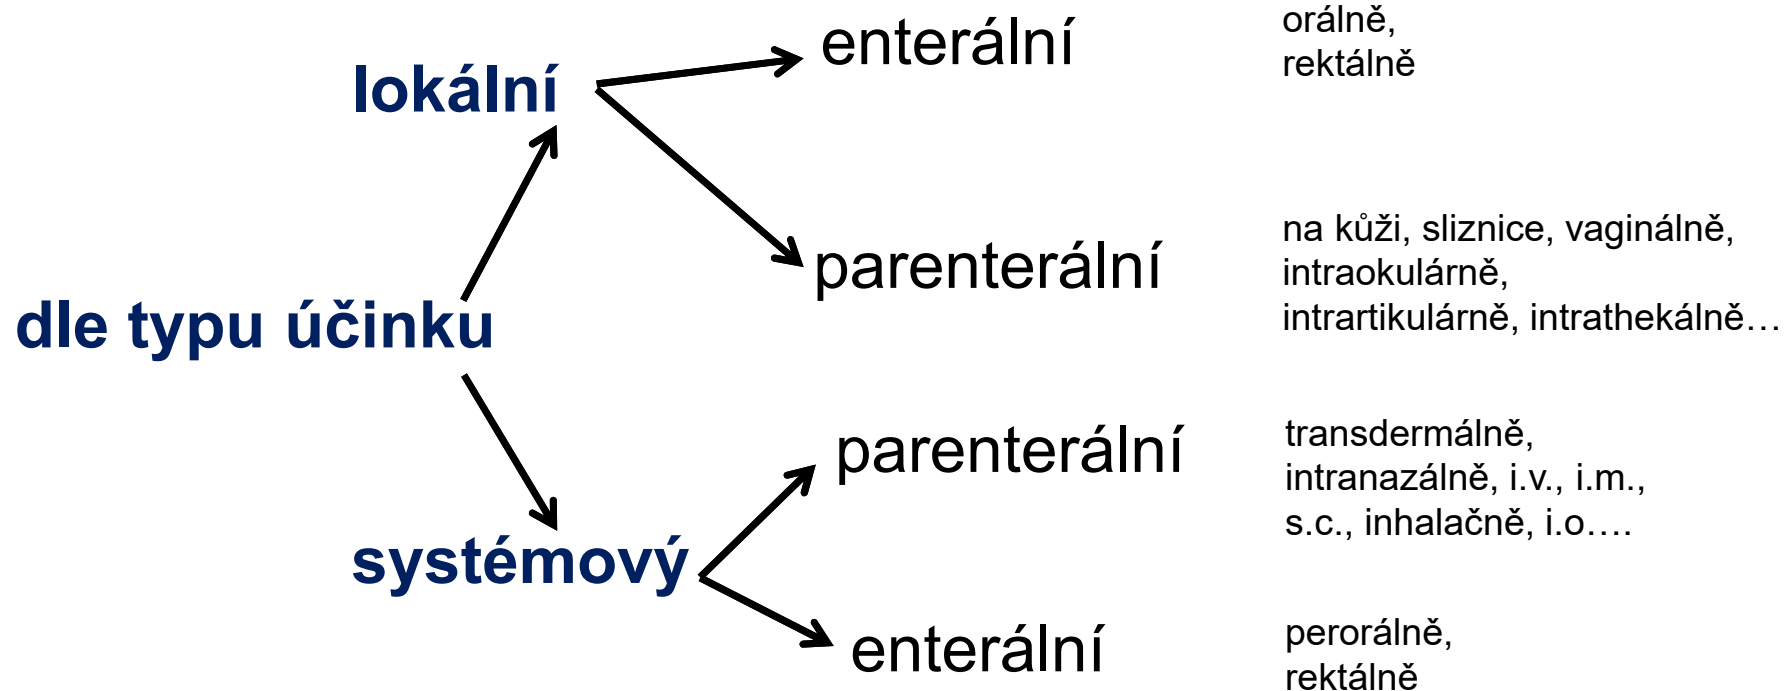 orálně,
enterální
rektálně
lokální
na kůži, sliznice, vaginálně,
parenterální
intraokulárně,
intrartikulárně, intrathekálně…
dle typu účinku
transdermálně,
parenterální
intranazálně, i.v., i.m.,
s.c., inhalačně, i.o….
systémový
perorálně,
enterální
rektálně